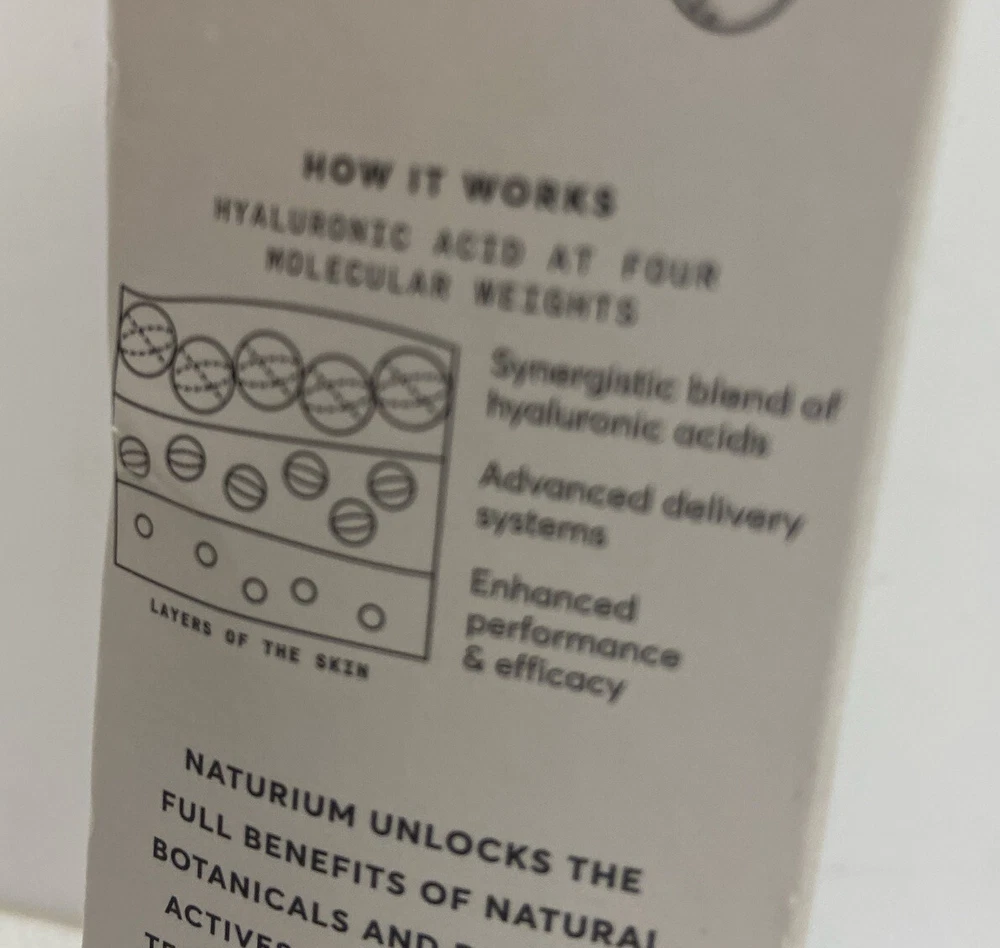 HOW IT WORKS
HYALURONIC ACID AT FOUR
MOLECULAR WEIGHTS
Synergistic blend of
hyaluronic acids
Advanced delivery
systems
Enhanced
performance
& efficacy
LAYERS OF THE SKIN
NATURIUM UNLOCKS THE
FULL BENEFITS OF NATURAL
BOTANICALS AND
ACTIVES